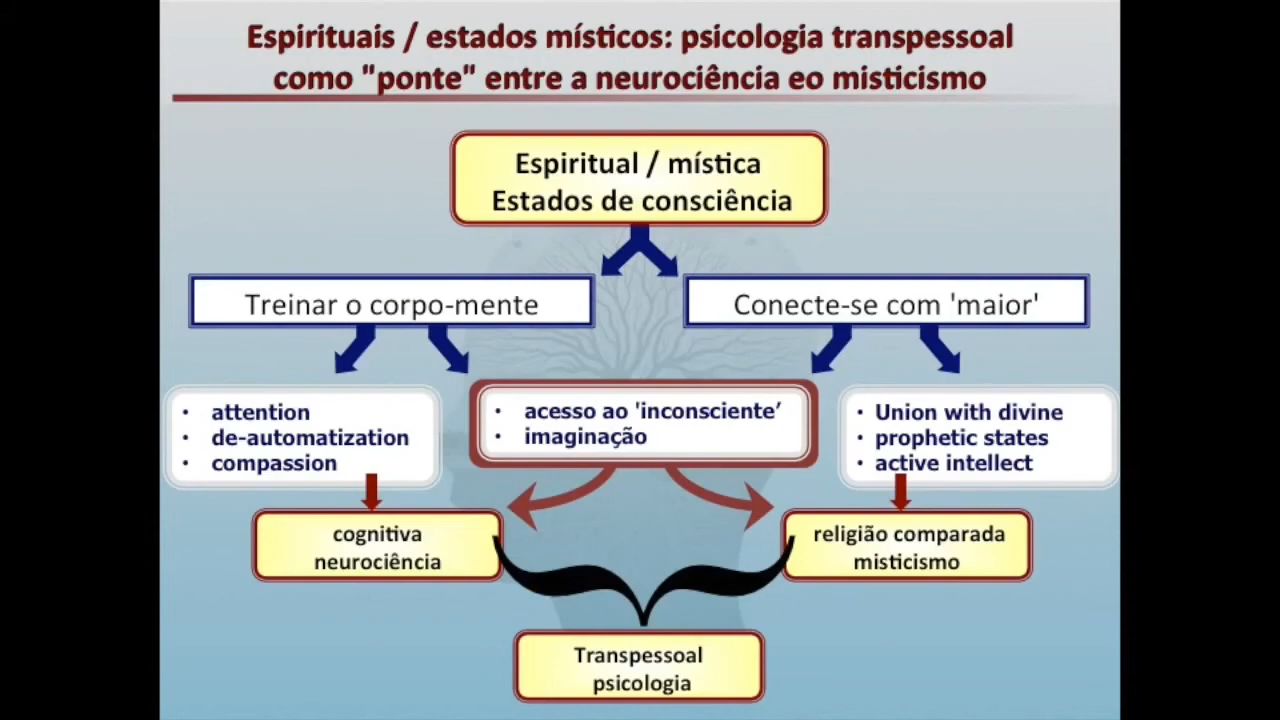 Espirituais / estados místicos: psicologia transpessoal
como "ponte" entre a neurociência eo misticismo
Espiritual / mística
Estados de consciência
Treinar o corpo-mente
Conecte-se com 'maior'
• attention
• de-automatization
• compassion
• acesso ao 'inconsciente’
• imaginação
• Union with divine
• prophetic states
• active intellect
cognitiva
neurociência
religião comparada
misticismo
Transpessoal
psicologia